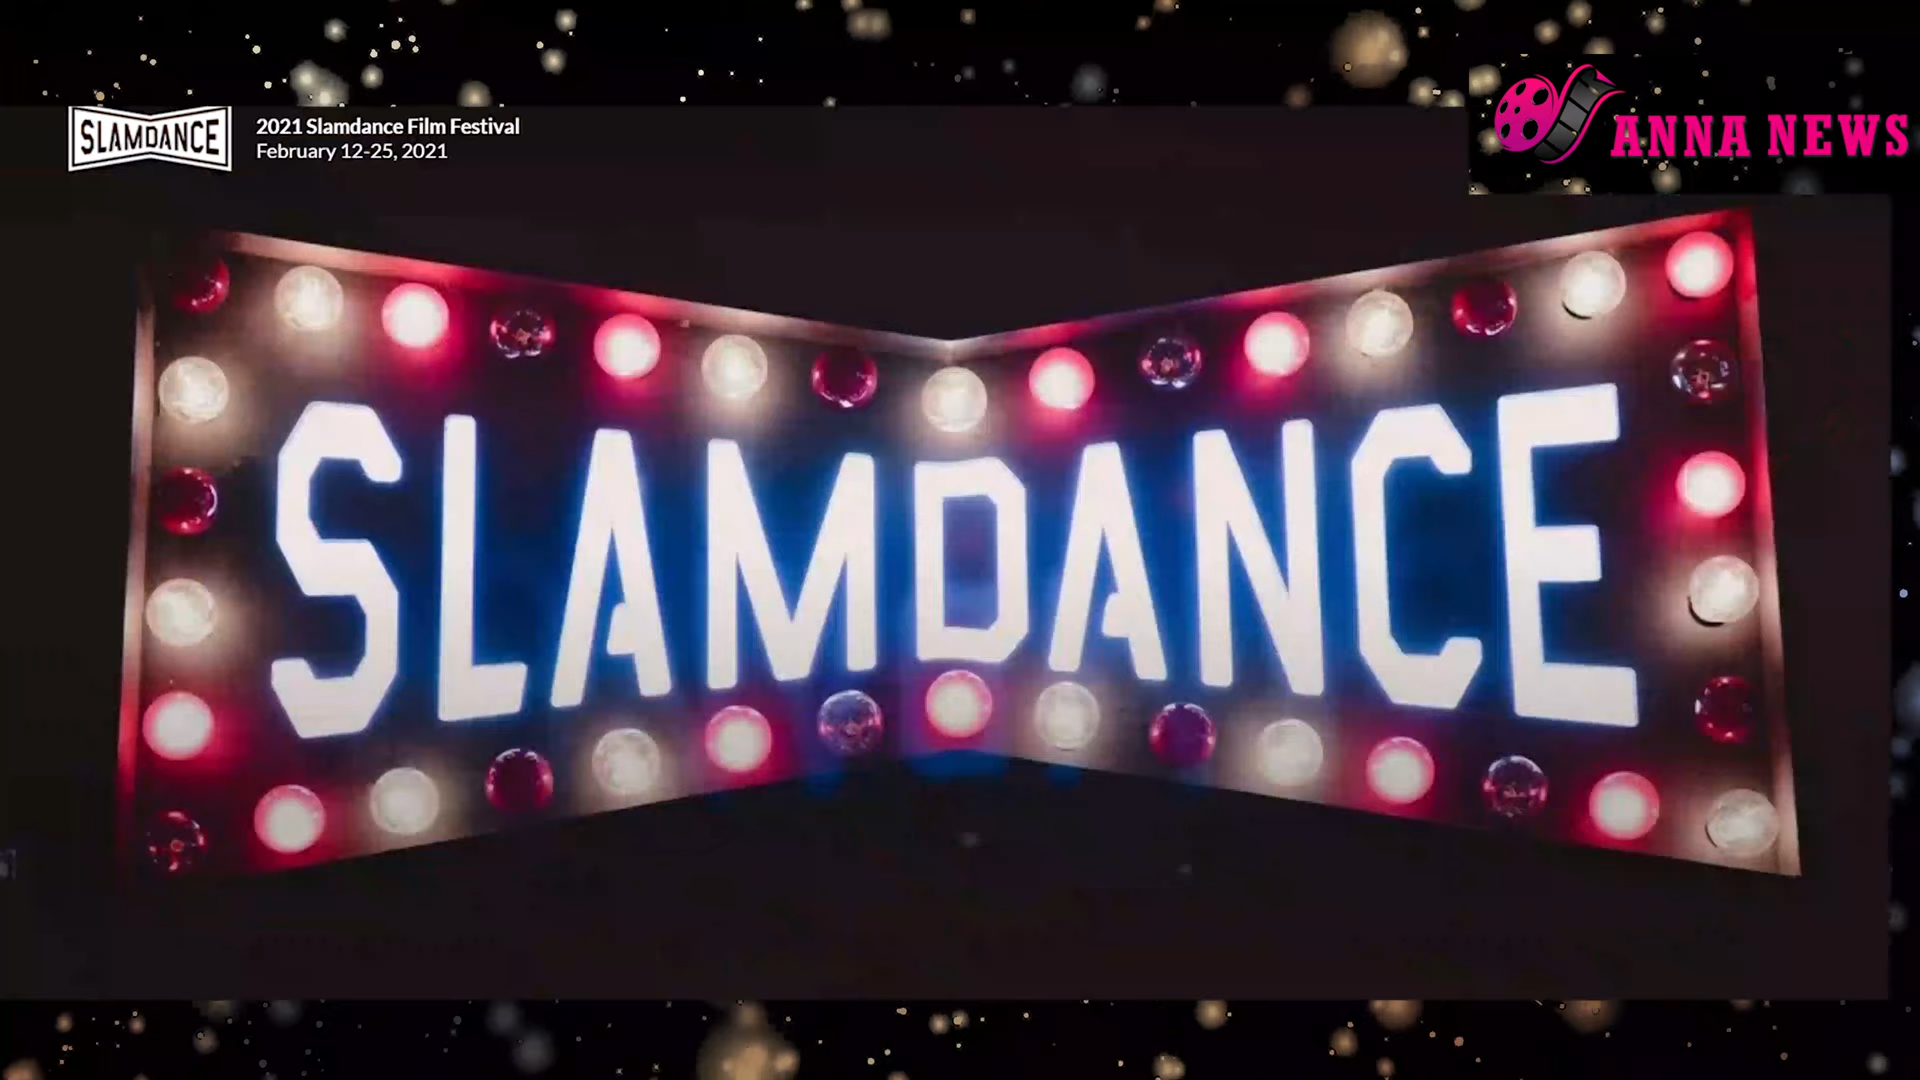 SLAMDANCE
2021 Slamdance Film Festival
February 12-25, 2021
ANNA NEWS
SLAMDANCE